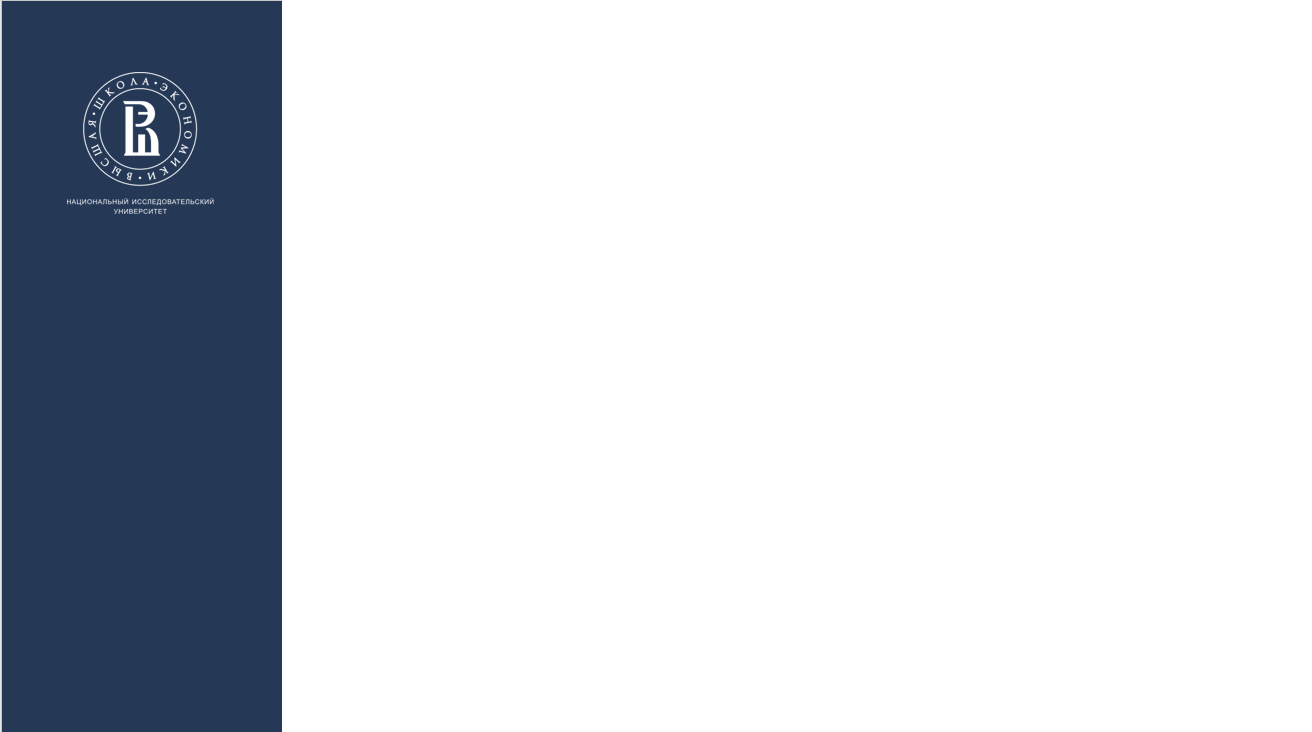 ВЫСШАЯ • ШКОЛА • ЭКОНОМИКИ • И •
НАЦИОНАЛЬНЫЙ ИССЛЕДОВАТЕЛЬСКИЙ
УНИВЕРСИТЕТ